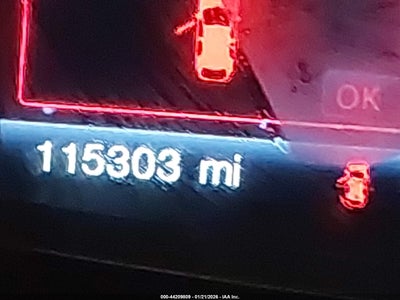 OK
115303 mi
000-44209809 - 01/21/2026 - IAA Inc.